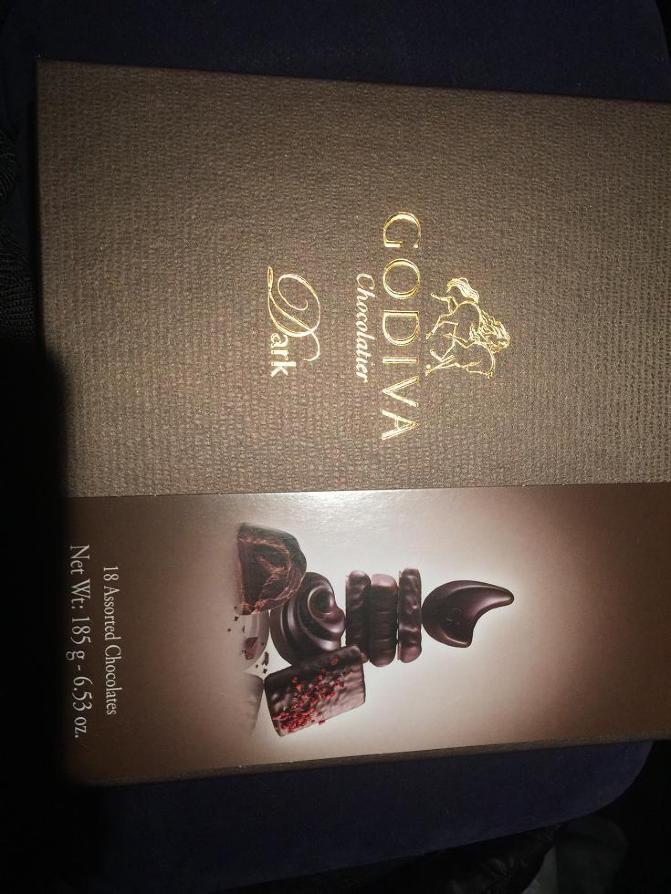 GODIVA
Chocolatier
Dark
18 Assorted Chocolates
Net Wt: 185 g - 6.53 oz.